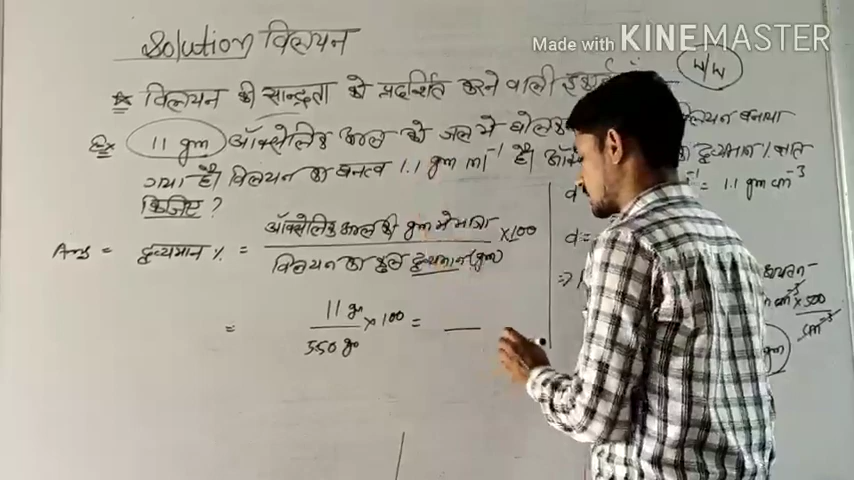 Made with KINEMASTER
Solution विलयन
W/W
* विलयन की सान्द्रता को प्रदर्शित करने वाली
Ex 11 gm ऑक्सेलिक अम्ल को जल में विलयन बनाया
गया है। विलयन का घनत्व 1.1 gm ml⁻¹ है। द्रव्यमान % ज्ञात
किजिए ?
= 1.1 gm cm⁻³
Ans = द्रव्यमान % = ऑक्सेलिक अम्ल की gm में मात्रा
विलयन का कुल द्रव्यमान (gm) ×100
= 11 gm
550 gm ×100 =
×500